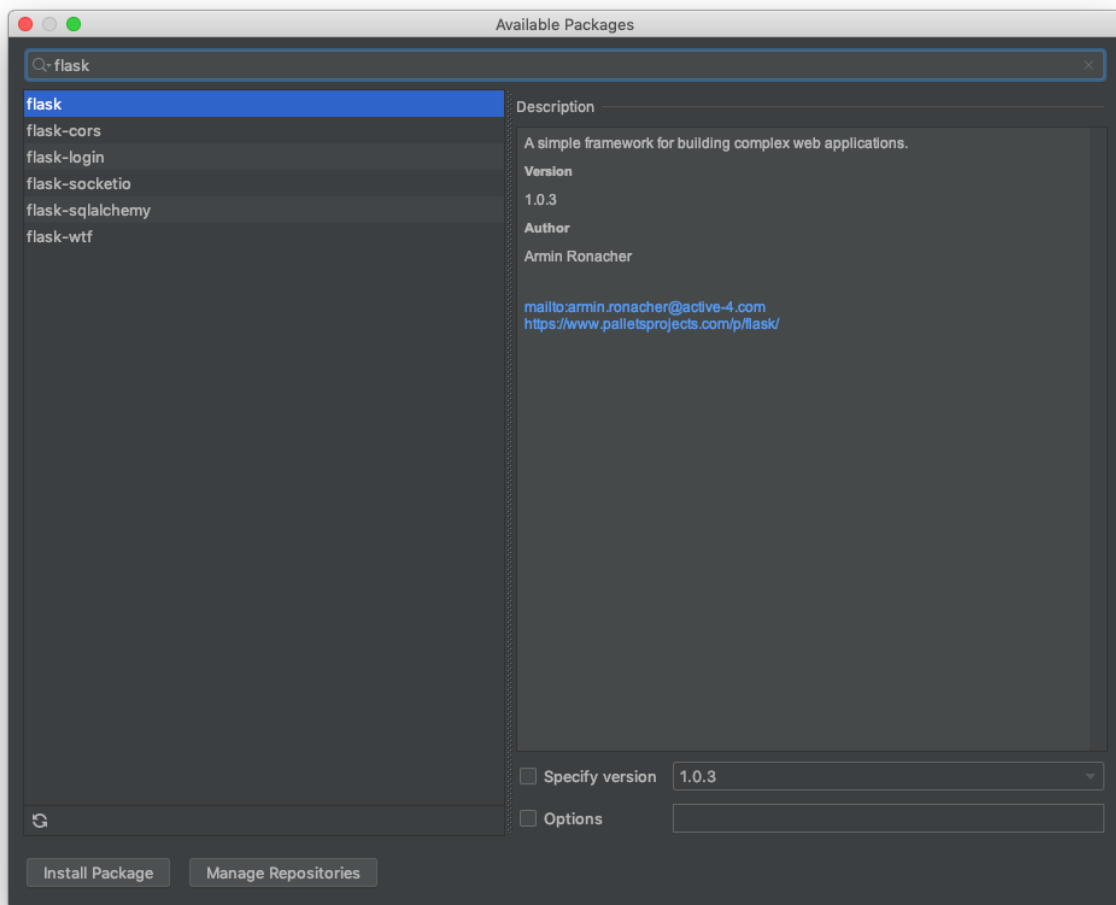 Available Packages
flask
flask
flask-cors
flask-login
flask-socketio
flask-sqlalchemy
flask-wtf
Description
A simple framework for building complex web applications.
Version
1.0.3
Author
Armin Ronacher
mailto:armin.ronacher@active-4.com
https://www.palletsprojects.com/p/flask/
Specify version 1.0.3
Options
Install Package Manage Repositories